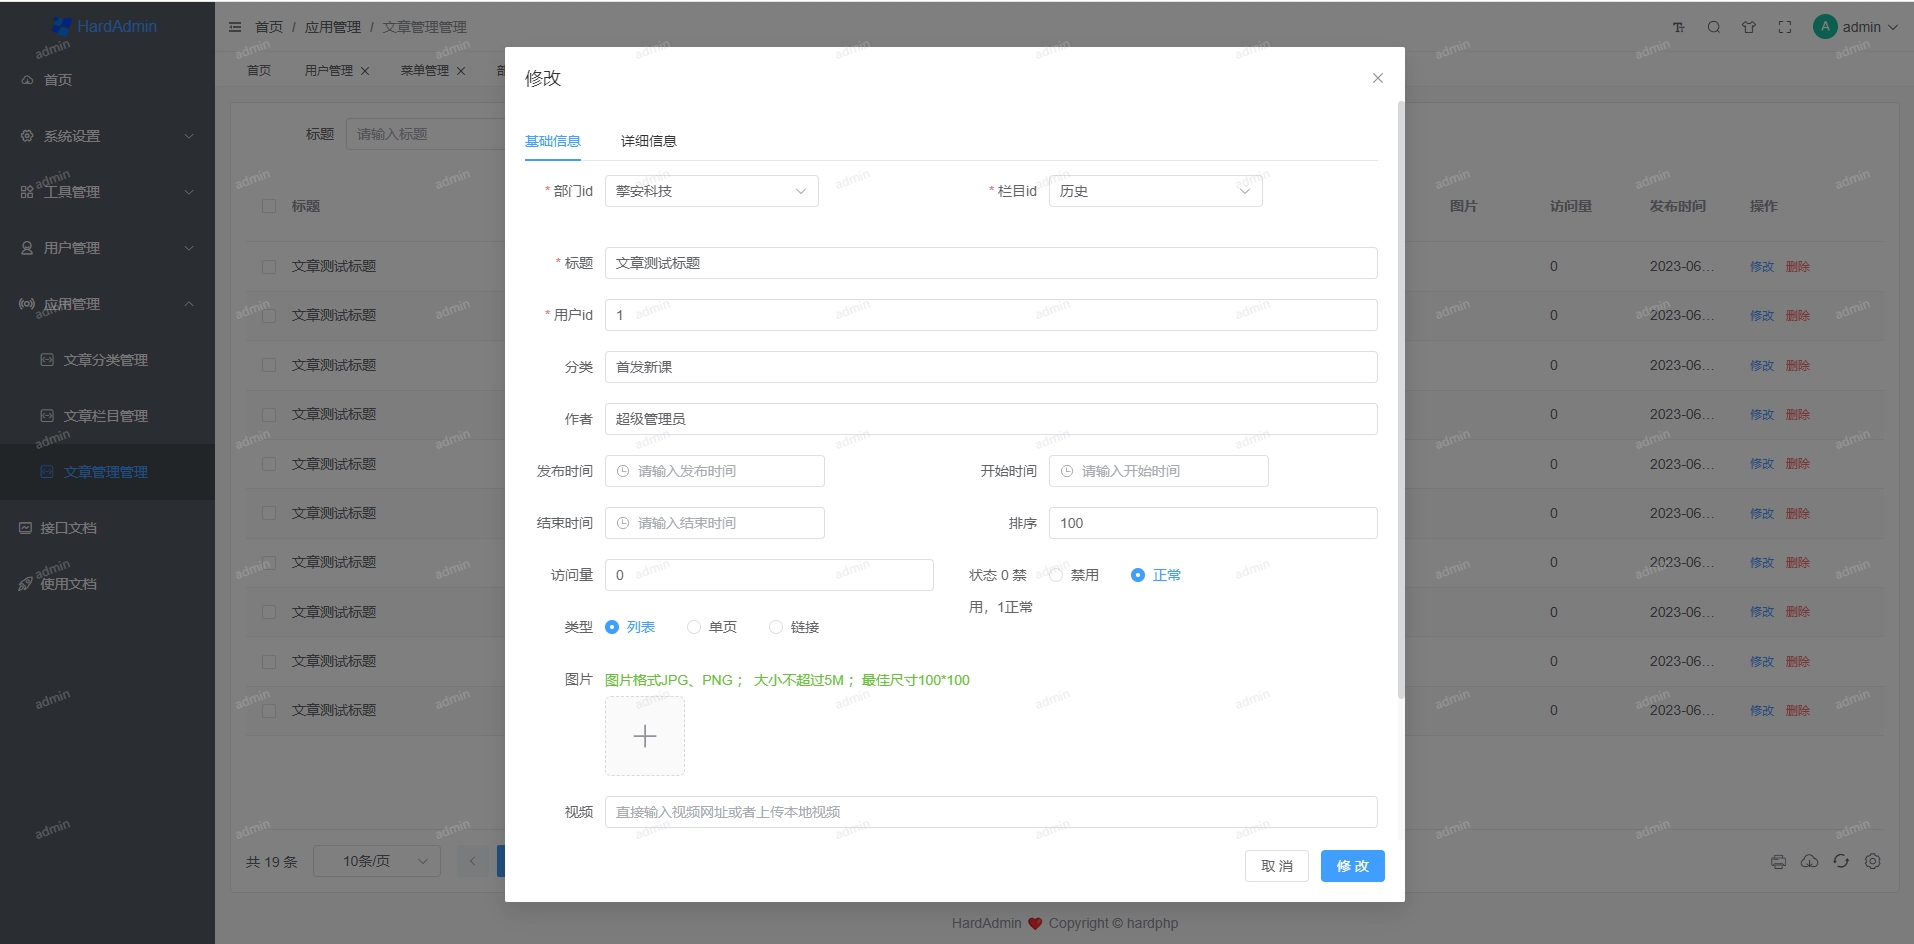 HardAdmin
首页 / 应用管理 / 文章管理管理
A admin
首页
系统设置
工具管理
用户管理
应用管理
文章分类管理
文章栏目管理
文章管理管理
接口文档
使用文档
首页 用户管理 菜单管理
标题 请输入标题
标题 图片 访问量 发布时间 操作
文章测试标题 0 2023-06... 修改 删除
文章测试标题 0 2023-06... 修改 删除
文章测试标题 0 2023-06... 修改 删除
文章测试标题 0 2023-06... 修改 删除
文章测试标题 0 2023-06... 修改 删除
文章测试标题 0 2023-06... 修改 删除
文章测试标题 0 2023-06... 修改 删除
文章测试标题 0 2023-06... 修改 删除
文章测试标题 0 2023-06... 修改 删除
文章测试标题 0 2023-06... 修改 删除
共 19 条 10条/页
修改
基础信息 详细信息
*部门id 擎安科技 *栏目id 历史
*标题 文章测试标题
*用户id 1
分类 首发新课
作者 超级管理员
发布时间 请输入发布时间 开始时间 请输入开始时间
结束时间 请输入结束时间 排序 100
访问量 0 状态 0 禁 禁用 正常
用，1正常
类型 列表 单页 链接
图片 图片格式JPG、PNG； 大小不超过5M； 最佳尺寸100*100
视频 直接输入视频网址或者上传本地视频
取 消 修 改
HardAdmin ❤️ Copyright © hardphp